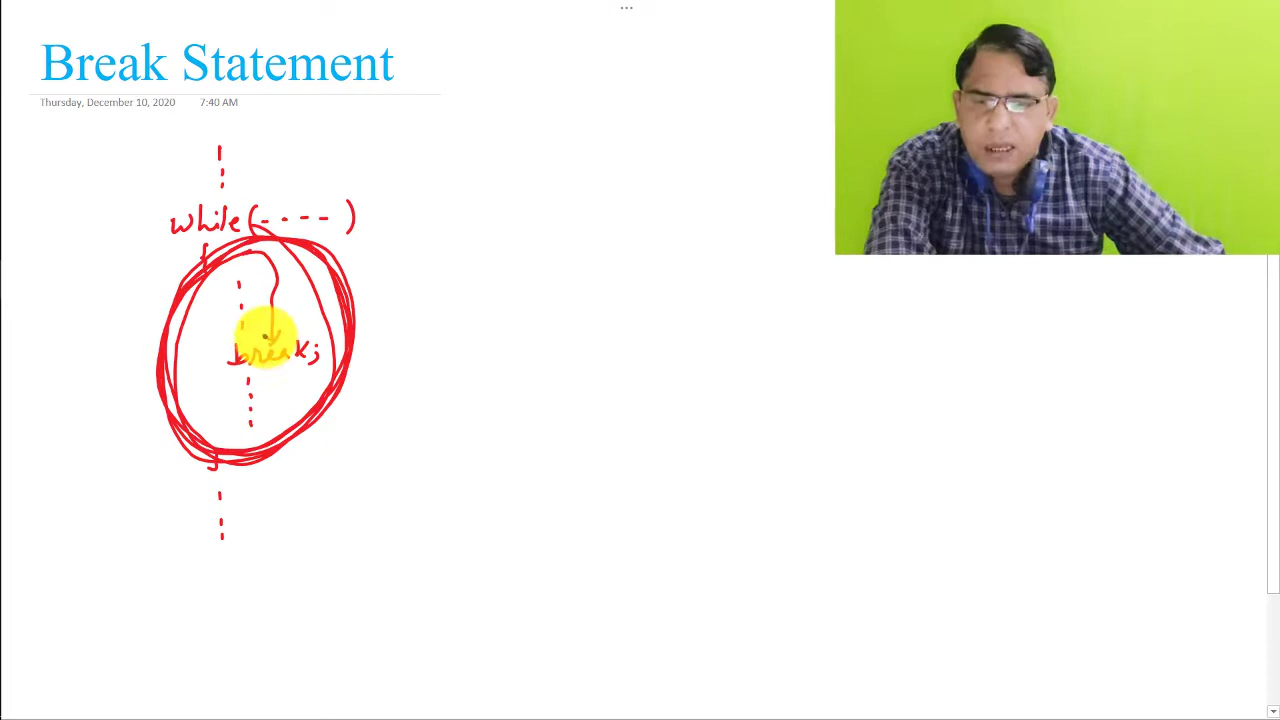 Break Statement
Thursday, December 10, 2020 7:40 AM
while(---- )
{
break;
}